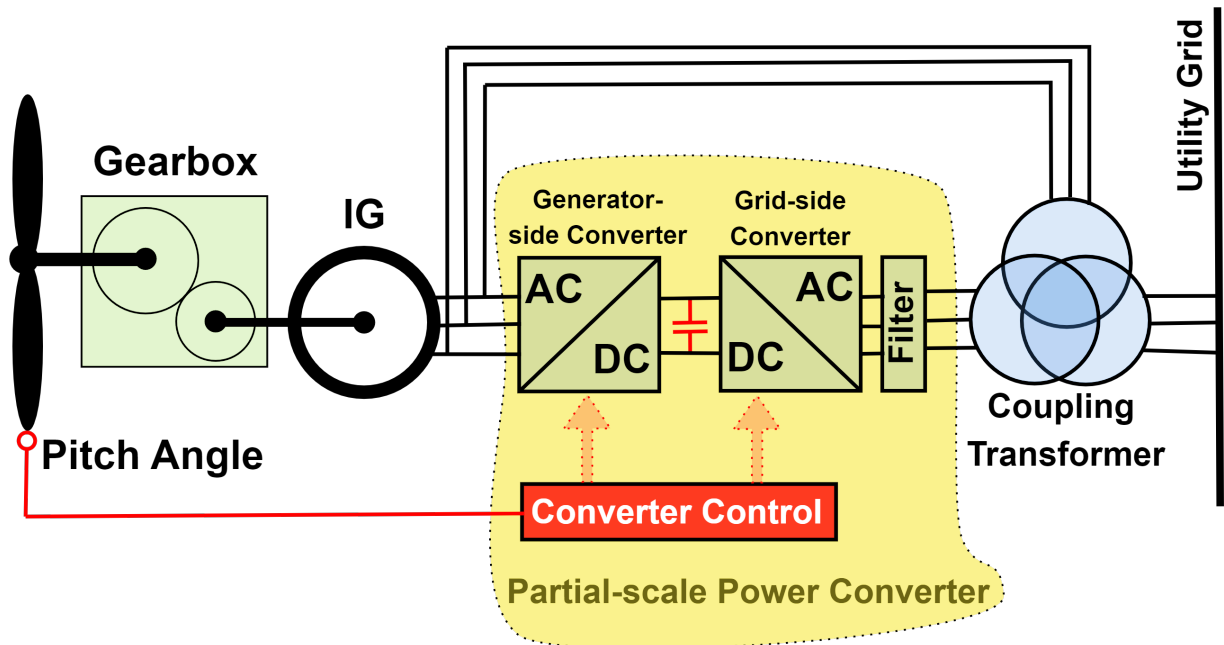 Utility Grid
Gearbox
IG
Generator-
side Converter
Grid-side
Converter
AC
DC
AC
DC
Filter
Coupling
Transformer
Pitch Angle
Converter Control
Partial-scale Power Converter